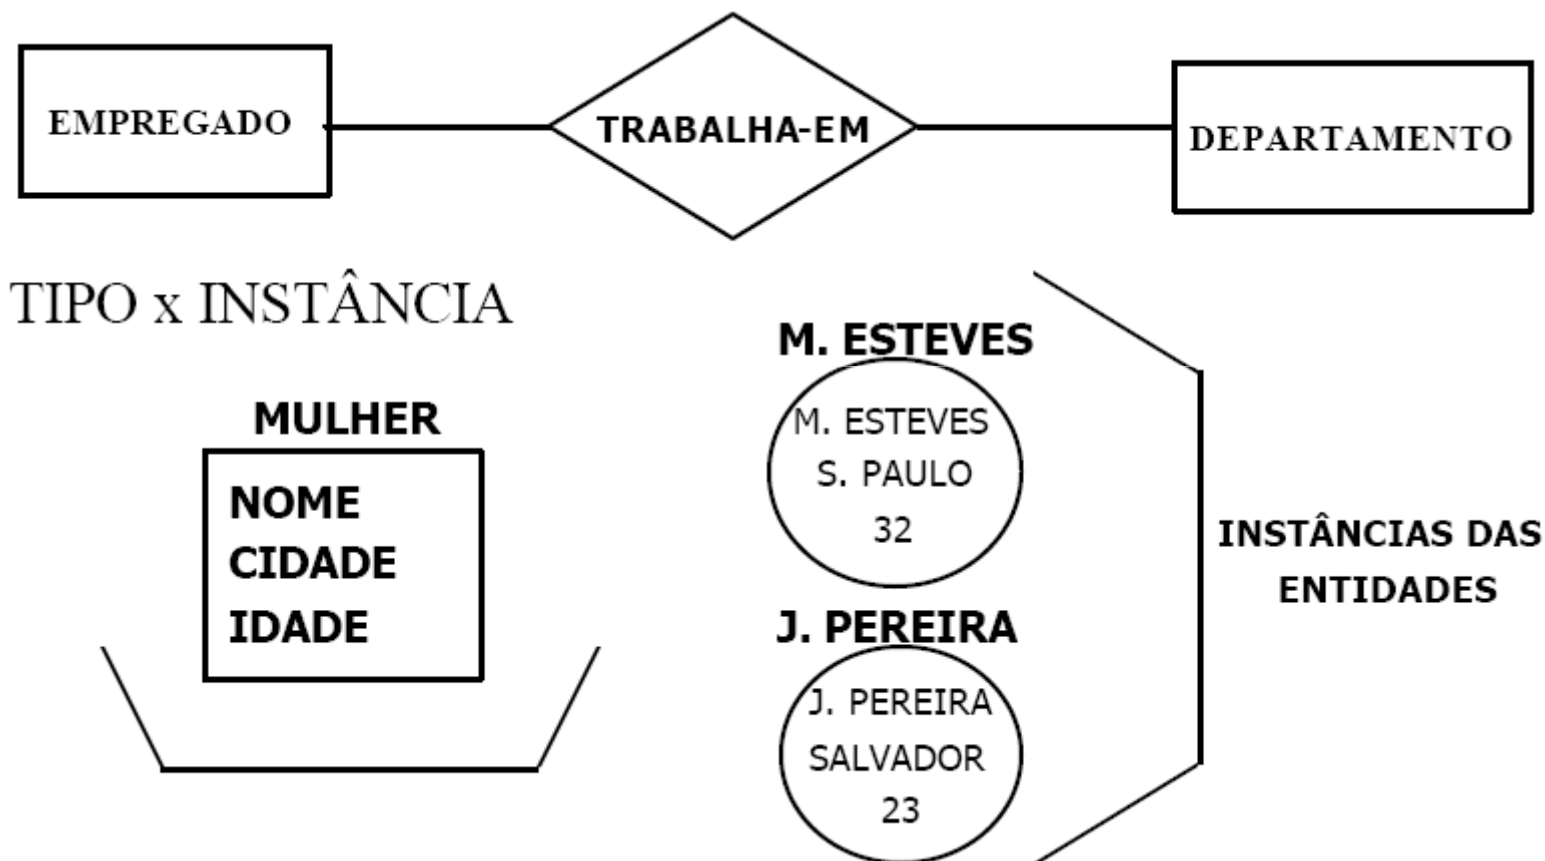 EMPREGADO
TRABALHA-EM
DEPARTAMENTO
TIPO x INSTÂNCIA
MULHER
NOME
CIDADE
IDADE
M. ESTEVES
M. ESTEVES
S. PAULO
32
J. PEREIRA
J. PEREIRA
SALVADOR
23
INSTÂNCIAS DAS
ENTIDADES